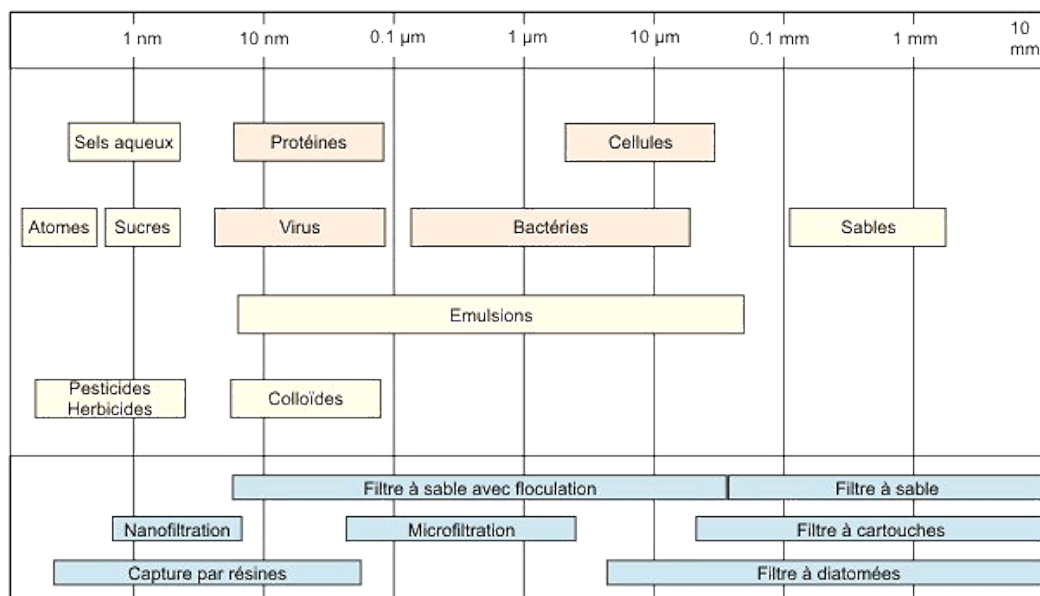 1 nm
10 nm
0.1 µm
1 µm
10 µm
0.1 mm
1 mm
10
mm
Sels aqueux
Protéines
Cellules
Atomes
Sucres
Virus
Bactéries
Sables
Emulsions
Pesticides
Herbicides
Colloïdes
Filtre à sable avec floculation
Filtre à sable
Nanofiltration
Microfiltration
Filtre à cartouches
Capture par résines
Filtre à diatomées